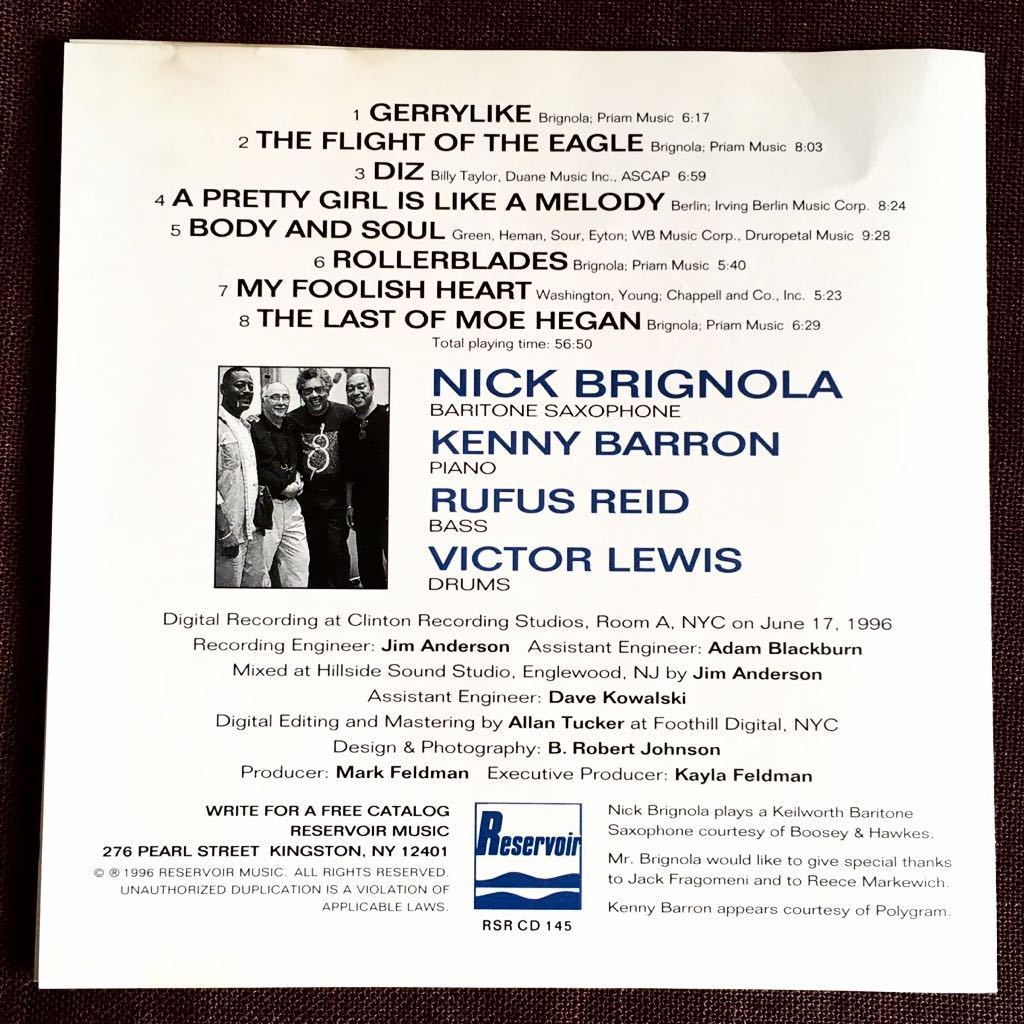 1 GERRYLIKE Brignola; Priam Music 6:17
2 THE FLIGHT OF THE EAGLE Brignola; Priam Music 8:03
3 DIZ Billy Taylor, Duane Music Inc., ASCAP 6:59
4 A PRETTY GIRL IS LIKE A MELODY Berlin; Irving Berlin Music Corp. 8:24
5 BODY AND SOUL Green, Heman, Sour, Eyton; WB Music Corp., Druropetal Music 9:28
6 ROLLERBLADES Brignola; Priam Music 5:40
7 MY FOOLISH HEART Washington, Young; Chappell and Co., Inc. 5:23
8 THE LAST OF MOE HEGAN Brignola; Priam Music 6:29
Total playing time: 56:50
NICK BRIGNOLA
BARITONE SAXOPHONE
KENNY BARRON
PIANO
RUFUS REID
BASS
VICTOR LEWIS
DRUMS
Digital Recording at Clinton Recording Studios, Room A, NYC on June 17, 1996
Recording Engineer: Jim Anderson Assistant Engineer: Adam Blackburn
Mixed at Hillside Sound Studio, Englewood, NJ by Jim Anderson
Assistant Engineer: Dave Kowalski
Digital Editing and Mastering by Allan Tucker at Foothill Digital, NYC
Design & Photography: B. Robert Johnson
Producer: Mark Feldman Executive Producer: Kayla Feldman
WRITE FOR A FREE CATALOG
RESERVOIR MUSIC
276 PEARL STREET KINGSTON, NY 12401
© ® 1996 RESERVOIR MUSIC. ALL RIGHTS RESERVED.
UNAUTHORIZED DUPLICATION IS A VIOLATION OF
APPLICABLE LAWS.
Reservoir
RSR CD 145
Nick Brignola plays a Keilworth Baritone
Saxophone courtesy of Boosey & Hawkes.
Mr. Brignola would like to give special thanks
to Jack Fragomeni and to Reece Markewich.
Kenny Barron appears courtesy of Polygram.